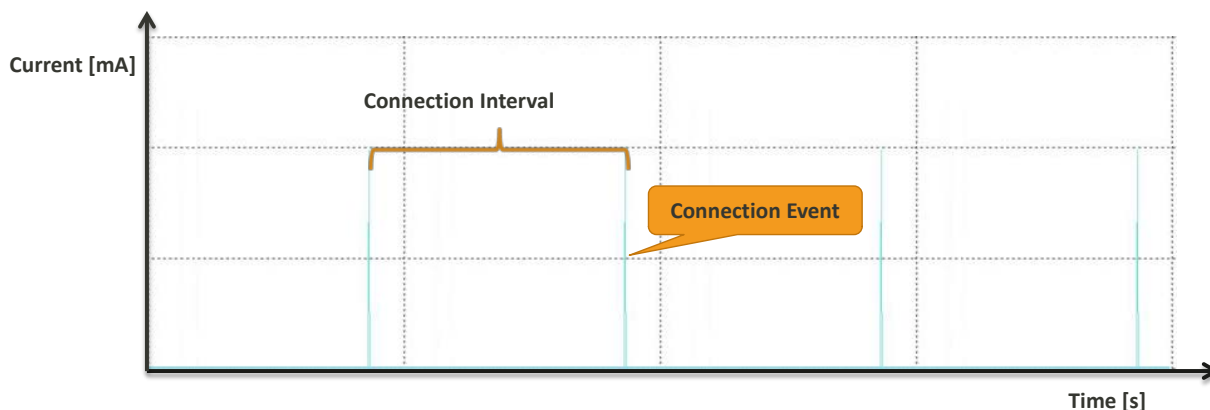 Current [mA]
Connection Interval
Connection Event
Time [s]